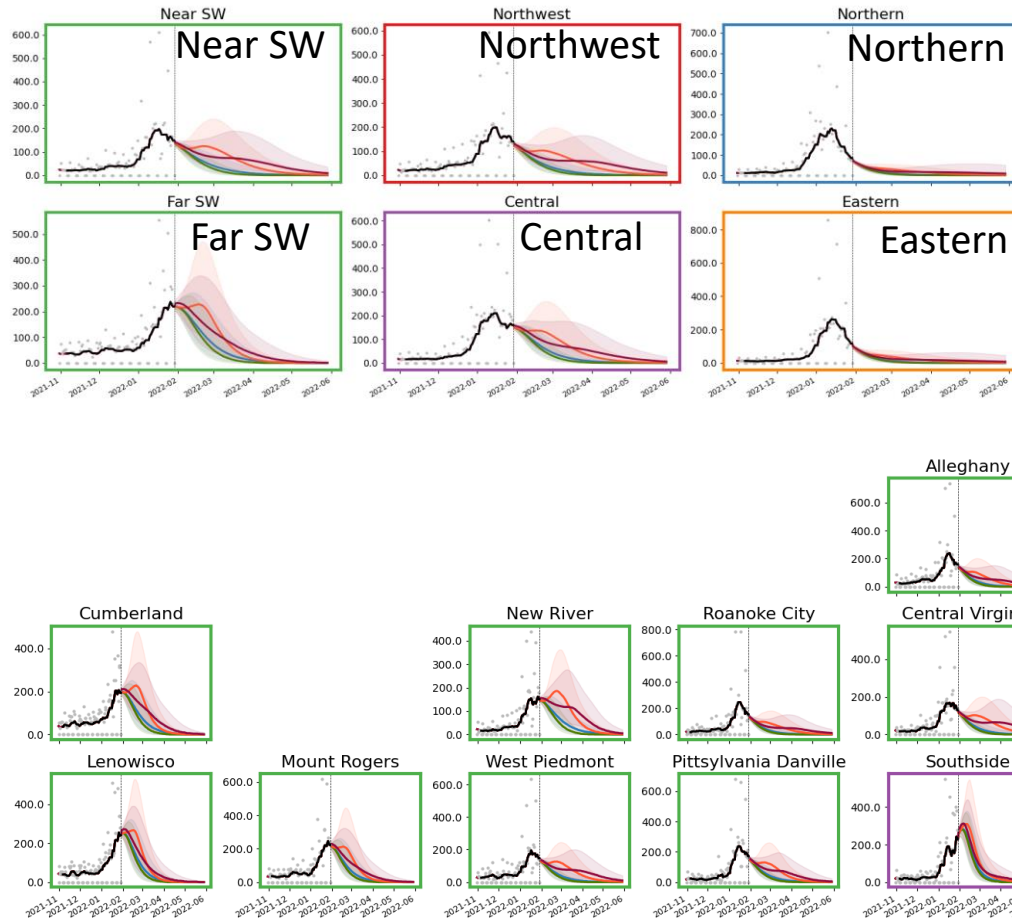 Near SW Northwest Northern
600.0 600.0 700.0
Near SW Northwest Northern
500.0 500.0 600.0
400.0 400.0 500.0
300.0 300.0 400.0
200.0 200.0 300.0
100.0 100.0 200.0
0.0 0.0 100.0
0.0
Far SW Central Eastern
500.0 600.0 800.0
Far SW Central Eastern
400.0 500.0 600.0
300.0 400.0 400.0
200.0 300.0 200.0
100.0 200.0 0.0
0.0 100.0
0.0
2021-11 2021-12 2022-01 2022-02 2022-03 2022-04 2022-05 2022-06 2021-11 2021-12 2022-01 2022-02 2022-03 2022-04 2022-05 2022-06 2021-11 2021-12 2022-01 2022-02 2022-03 2022-04 2022-05 2022-06
Alleghany
600.0
400.0
200.0
0.0
Cumberland New River Roanoke City Central Virgin
400.0 400.0 800.0 400.0
200.0 200.0 600.0 200.0
0.0 0.0 400.0 0.0
200.0
0.0
Lenowisco Mount Rogers West Piedmont Pittsylvania Danville Southside
400.0 600.0 600.0 600.0 400.0
200.0 400.0 400.0 400.0 200.0
0.0 200.0 200.0 200.0 0.0
0.0 0.0 0.0
2021-11 2021-12 2022-01 2022-02 2022-03 2022-04 2022-05 2022-06 2021-11 2021-12 2022-01 2022-02 2022-03 2022-04 2022-05 2022-06 2021-11 2021-12 2022-01 2022-02 2022-03 2022-04 2022-05 2022-06 2021-11 2021-12 2022-01 2022-02 2022-03 2022-04 2022-05 2022-06 2021-11 2021-12 2022-01 2022-02 2022-03 2022-04